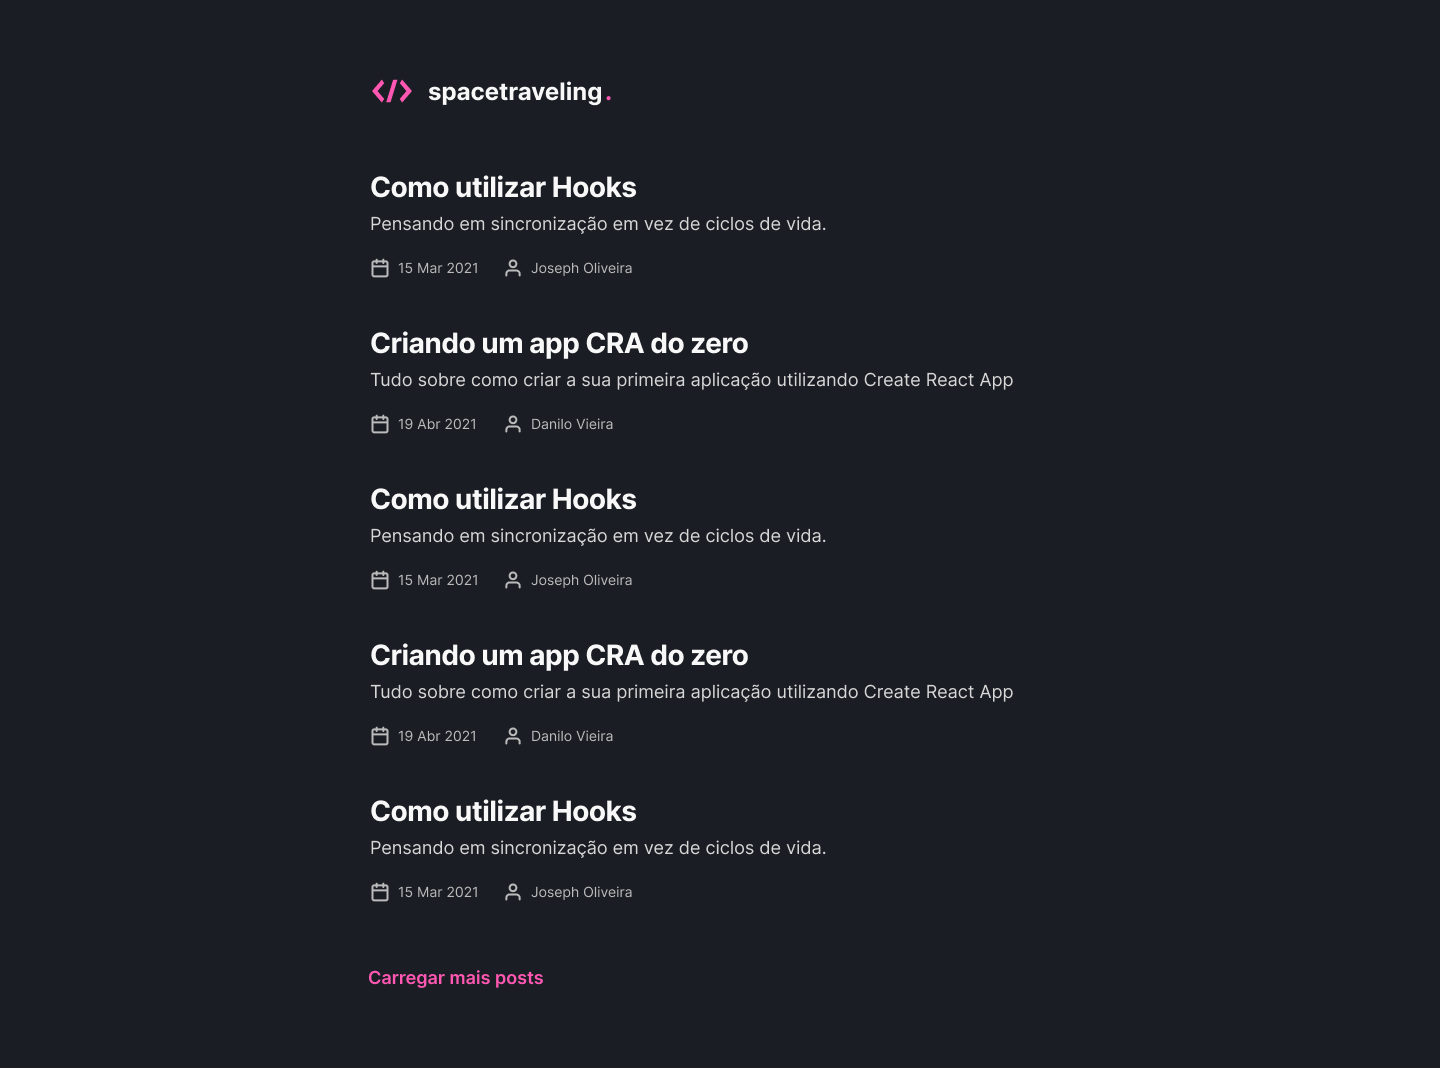 </> spacetraveling.
Como utilizar Hooks
Pensando em sincronização em vez de ciclos de vida.
15 Mar 2021 Joseph Oliveira
Criando um app CRA do zero
Tudo sobre como criar a sua primeira aplicação utilizando Create React App
19 Abr 2021 Danilo Vieira
Como utilizar Hooks
Pensando em sincronização em vez de ciclos de vida.
15 Mar 2021 Joseph Oliveira
Criando um app CRA do zero
Tudo sobre como criar a sua primeira aplicação utilizando Create React App
19 Abr 2021 Danilo Vieira
Como utilizar Hooks
Pensando em sincronização em vez de ciclos de vida.
15 Mar 2021 Joseph Oliveira
Carregar mais posts